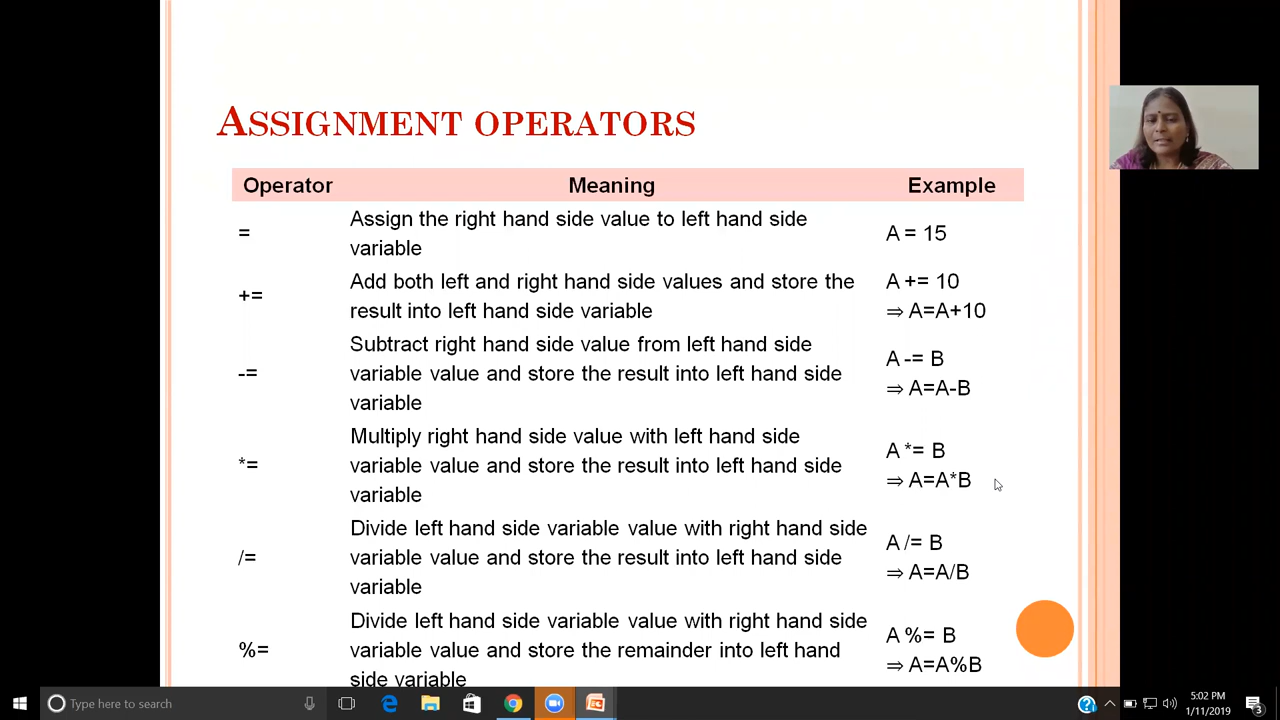 ASSIGNMENT OPERATORS
Operator Meaning Example
= Assign the right hand side value to left hand side
variable
A = 15
+= Add both left and right hand side values and store the
result into left hand side variable
A += 10
⇒ A=A+10
-= Subtract right hand side value from left hand side
variable value and store the result into left hand side
variable
A -= B
⇒ A=A-B
*= Multiply right hand side value with left hand side
variable value and store the result into left hand side
variable
A *= B
⇒ A=A*B
/= Divide left hand side variable value with right hand side
variable value and store the result into left hand side
variable
A /= B
⇒ A=A/B
%= Divide left hand side variable value with right hand side
variable value and store the remainder into left hand
side variable
A %= B
⇒ A=A%B
Type here to search
5:02 PM
1/11/2019
3